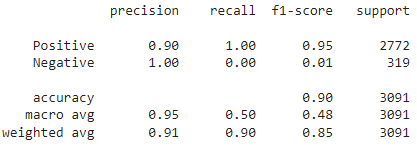 precision recall f1-score support
Positive 0.90 1.00 0.95 2772
Negative 1.00 0.00 0.01 319
accuracy 0.90 3091
macro avg 0.95 0.50 0.48 3091
weighted avg 0.91 0.90 0.85 3091